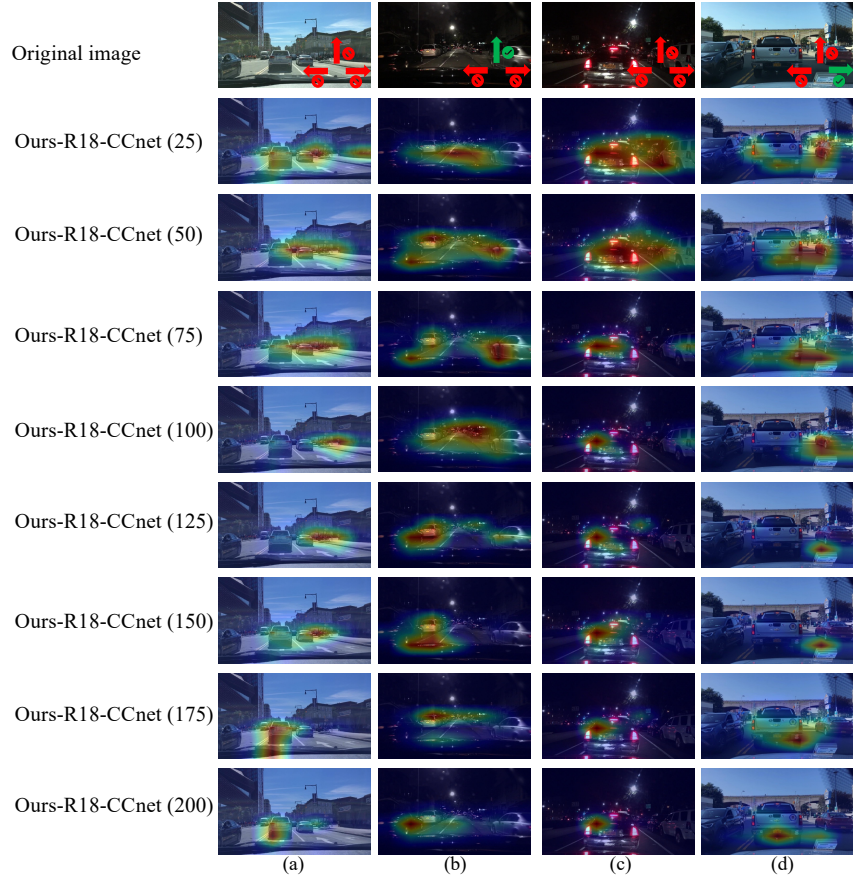 Original image
Ours-R18-CCnet (25)
Ours-R18-CCnet (50)
Ours-R18-CCnet (75)
Ours-R18-CCnet (100)
Ours-R18-CCnet (125)
Ours-R18-CCnet (150)
Ours-R18-CCnet (175)
Ours-R18-CCnet (200)
(a) (b) (c) (d)